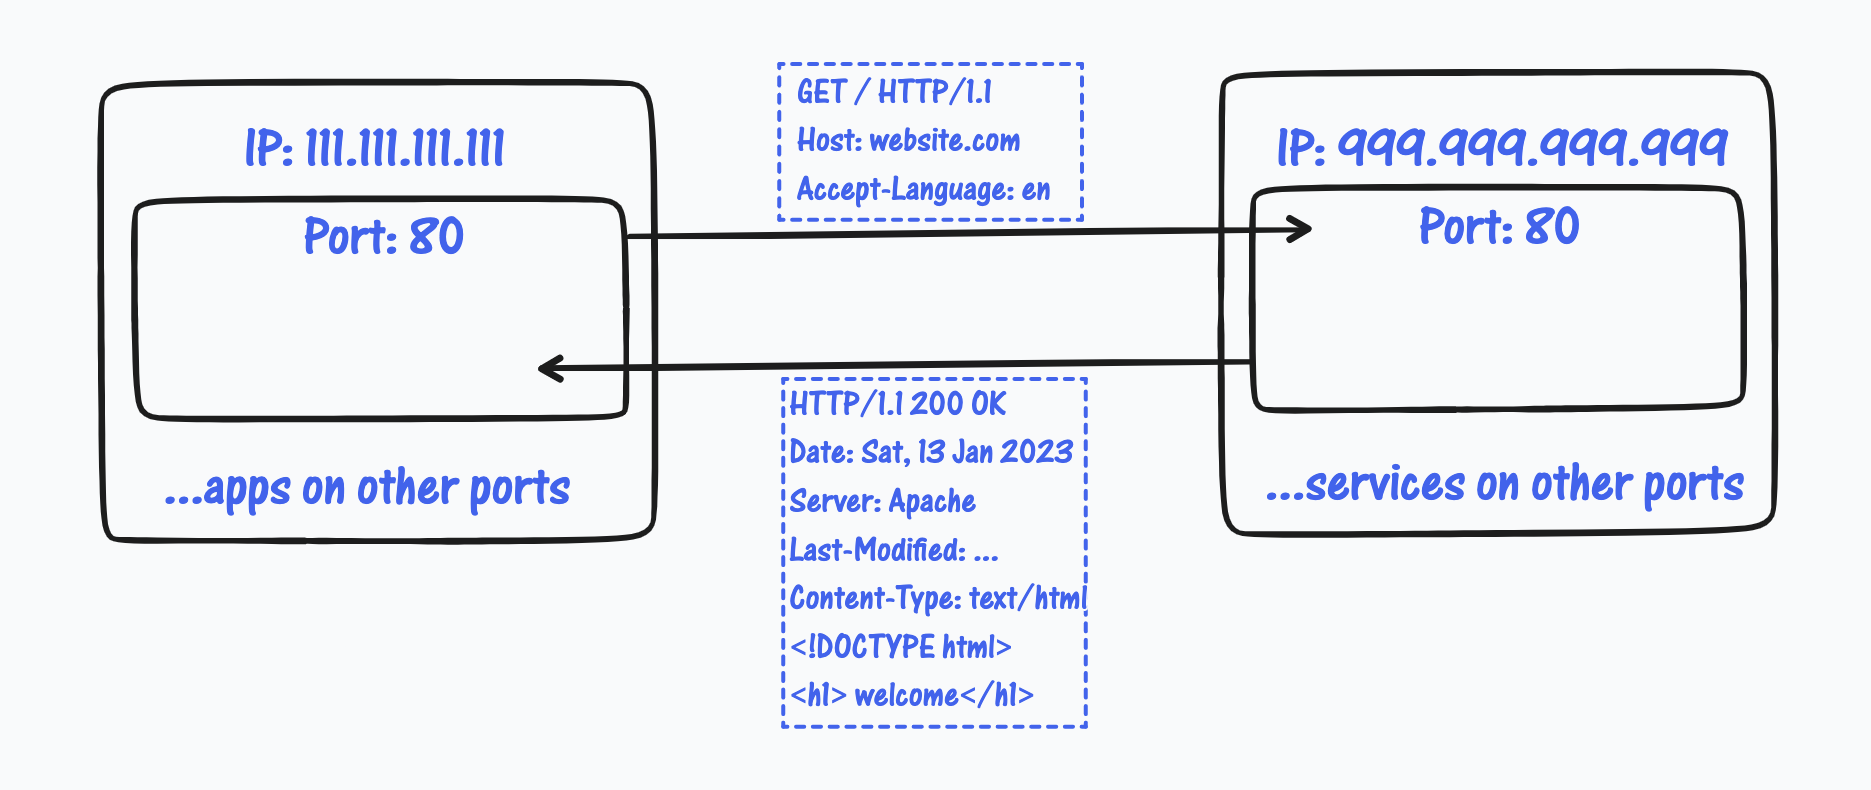 IP: 111.111.111.111
Port: 80
...apps on other ports
GET / HTTP/1.1
Host: website.com
Accept-Language: en
HTTP/1.1 200 OK
Date: Sat, 13 Jan 2023
Server: Apache
Last-Modified: ...
Content-Type: text/html
<!DOCTYPE html>
<h1> welcome</h1>
IP: 999.999.999.999
Port: 80
...services on other ports